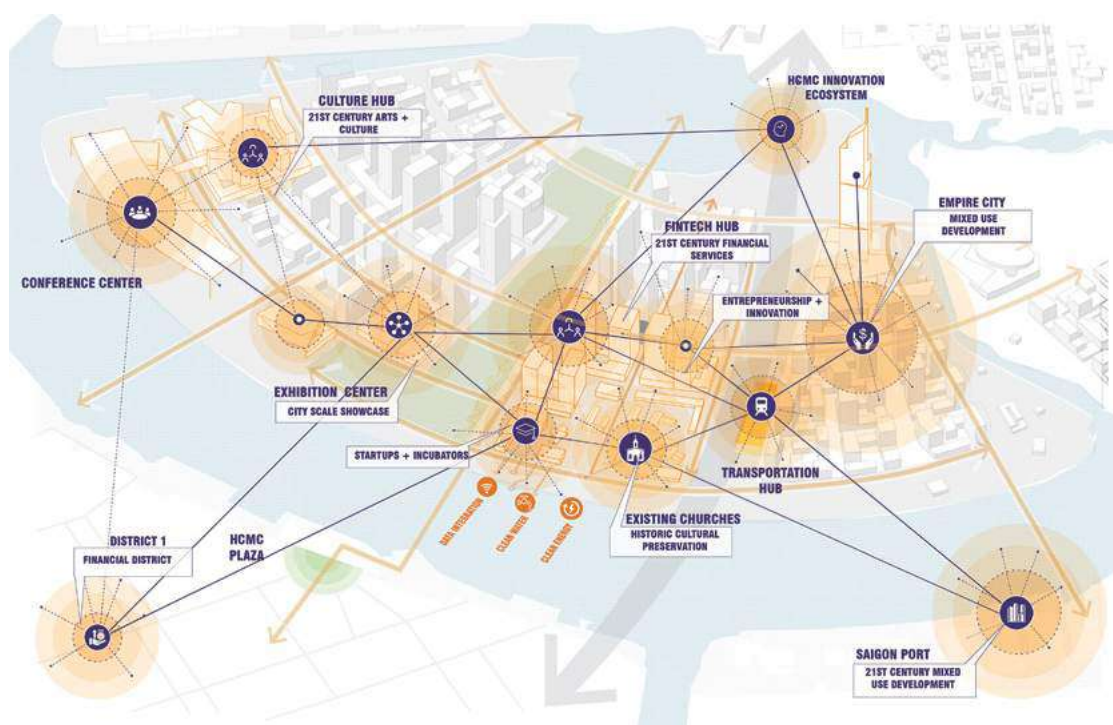 HCMC INNOVATION
ECOSYSTEM
CULTURE HUB
21ST CENTURY ARTS +
CULTURE
EMPIRE CITY
MIXED USE
DEVELOPMENT
FINTECH HUB
21ST CENTURY FINANCIAL
SERVICES
CONFERENCE CENTER
ENTREPRENEURSHIP +
INNOVATION
EXHIBITION CENTER
CITY SCALE SHOWCASE
STARTUPS + INCUBATORS
TRANSPORTATION
HUB
DATA INTEGRATION
CLEAN WATER
CLEAN ENERGY
EXISTING CHURCHES
HISTORIC CULTURAL
PRESERVATION
DISTRICT 1
FINANCIAL DISTRICT
HCMC
PLAZA
SAIGON PORT
21ST CENTURY MIXED
USE DEVELOPMENT